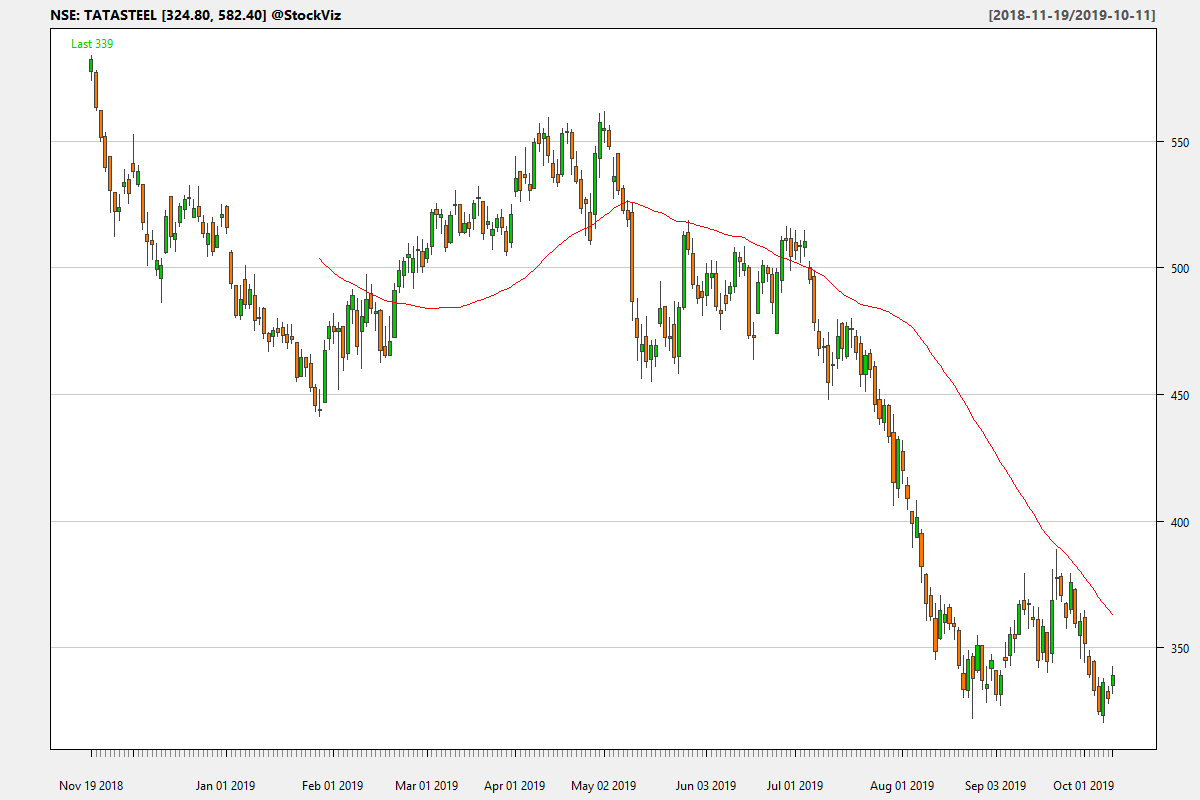 NSE: TATASTEEL [324.80, 582.40] @StockViz
[2018-11-19/2019-10-11]
Last 339
550
500
450
400
350
Nov 19 2018 Jan 01 2019 Feb 01 2019 Mar 01 2019 Apr 01 2019 May 02 2019 Jun 03 2019 Jul 01 2019 Aug 01 2019 Sep 03 2019 Oct 01 2019